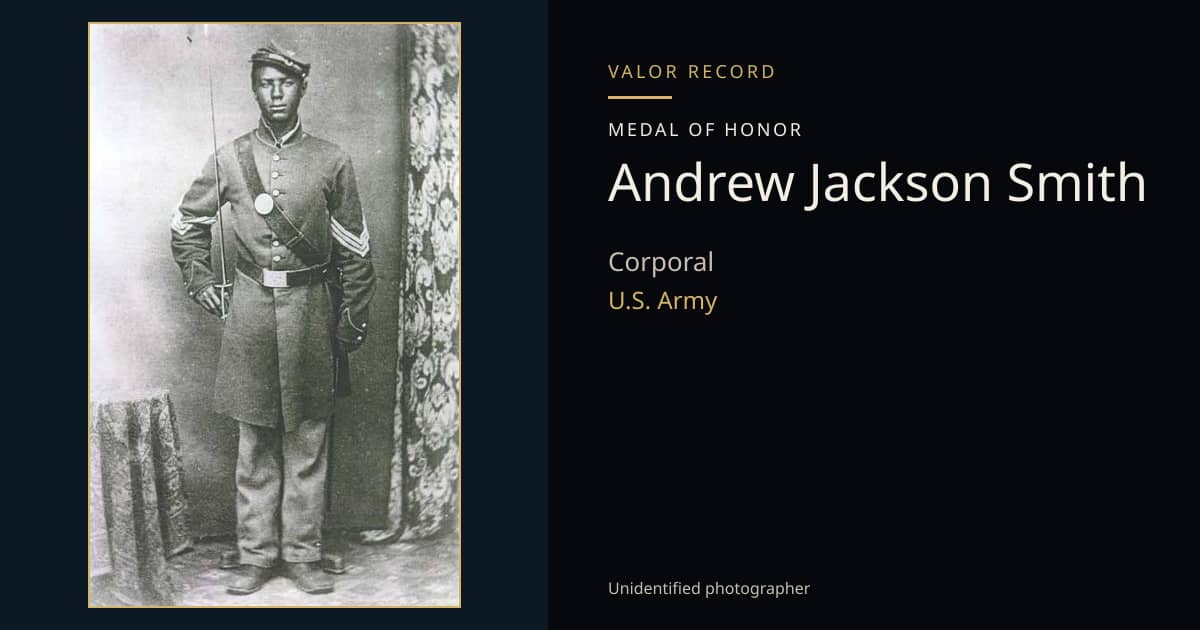 VALOR RECORD
MEDAL OF HONOR
Andrew Jackson Smith
Corporal
U.S. Army
Unidentified photographer